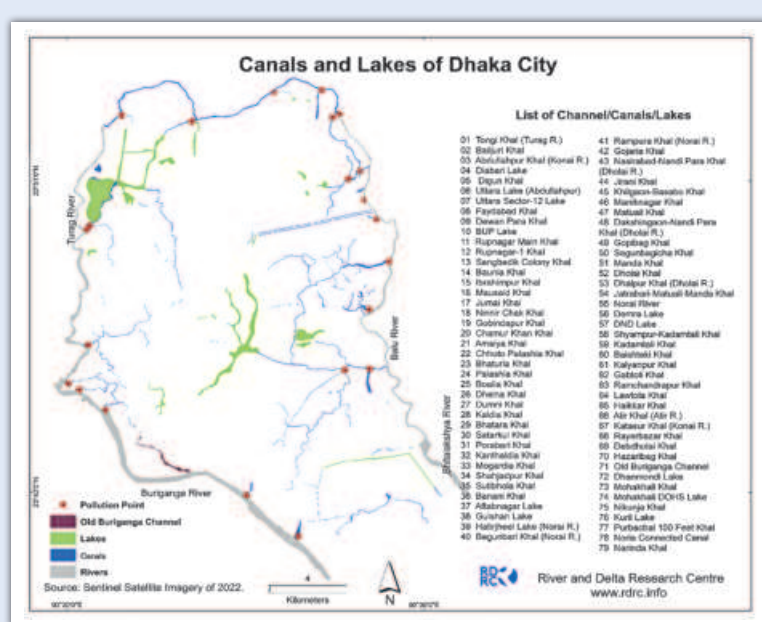 Canals and Lakes of Dhaka City
List of Channel/Canals/Lakes
01 Tongi Khal (Turag R.)
02 Bailjuri Khal
03 Abdullahpur Khal (Konai R.)
04 Diabari Lake
05 Digun Khal
06 Uttara Lake (Abdullahpur)
07 Uttara Sector-12 Lake
08 Faydabad Khal
09 Dewan Para Khal
10 BUP Lake
11 Rupnagar Main Khal
12 Rupnagar-1 Khal
13 Sangbadik Colony Khal
14 Baunia Khal
15 Ibrahimpur Khal
16 Mausaid Khal
17 Jumai Khal
18 Ninnir Chak Khal
19 Gobindapur Khal
20 Chamur Khan Khal
21 Amaiya Khal
22 Chhoto Palashia Khal
23 Bhaturia Khal
24 Palashia Khal
25 Boalia Khal
26 Dhema Khal
27 Dumni Khal
28 Kaldia Khal
29 Bhatara Khal
30 Satarkul Khal
31 Porabari Khal
32 Kanthaldia Khal
33 Mogardia Khal
34 Shahjadpur Khal
35 Sutibhola Khal
36 Banani Khal
37 Aftabnagar Lake
38 Gulshan Lake
39 Hatirjheel Lake (Norai R.)
40 Begunbari Khal (Norai R.)
41 Rampura Khal (Norai R.)
42 Gojaria Khal
43 Nasirabad-Nandi Para Khal
(Dholai R.)
44 Jirani Khal
45 Khilgaon-Basabo Khal
46 Maniknagar Khal
47 Matuail Khal
48 Dakshingaon-Nandi Para
Khal (Dholai R.)
49 Gopibag Khal
50 Segunbagicha Khal
51 Manda Khal
52 Dholai Khal
53 Dhalpur Khal (Dholai R.)
54 Jatrabari-Matuail-Manda Khal
55 Norai River
56 Demra Lake
57 DND Lake
58 Shyampur-Kadamtali Khal
59 Kadamtali Khal
60 Baishteki Khal
61 Kalyanpur Khal
62 Gabtoli Khal
63 Ramchandrapur Khal
64 Lawtola Khal
65 Haikkar Khal
66 Atir Khal (Atir R.)
67 Katasur Khal (Konai R.)
68 Rayerbazar Khal
69 Debdholai Khal
70 Hazaribag Khal
71 Old Buriganga Channel
72 Dhanmondi Lake
73 Mohakhali Khal
74 Mohakhali DOHS Lake
75 Nikunja Khal
76 Kuril Lake
77 Purbachal 100 Feet Khal
78 Noris Connected Canal
79 Narinda Khal
Turag River
Balu River
Shitalakshya River
Buriganga River
Pollution Point
Old Buriganga Channel
Lakes
Canals
Rivers
Source: Sentinel Satellite Imagery of 2022.
4
Kilometers
N
RD
RC
River and Delta Research Centre
www.rdrc.info